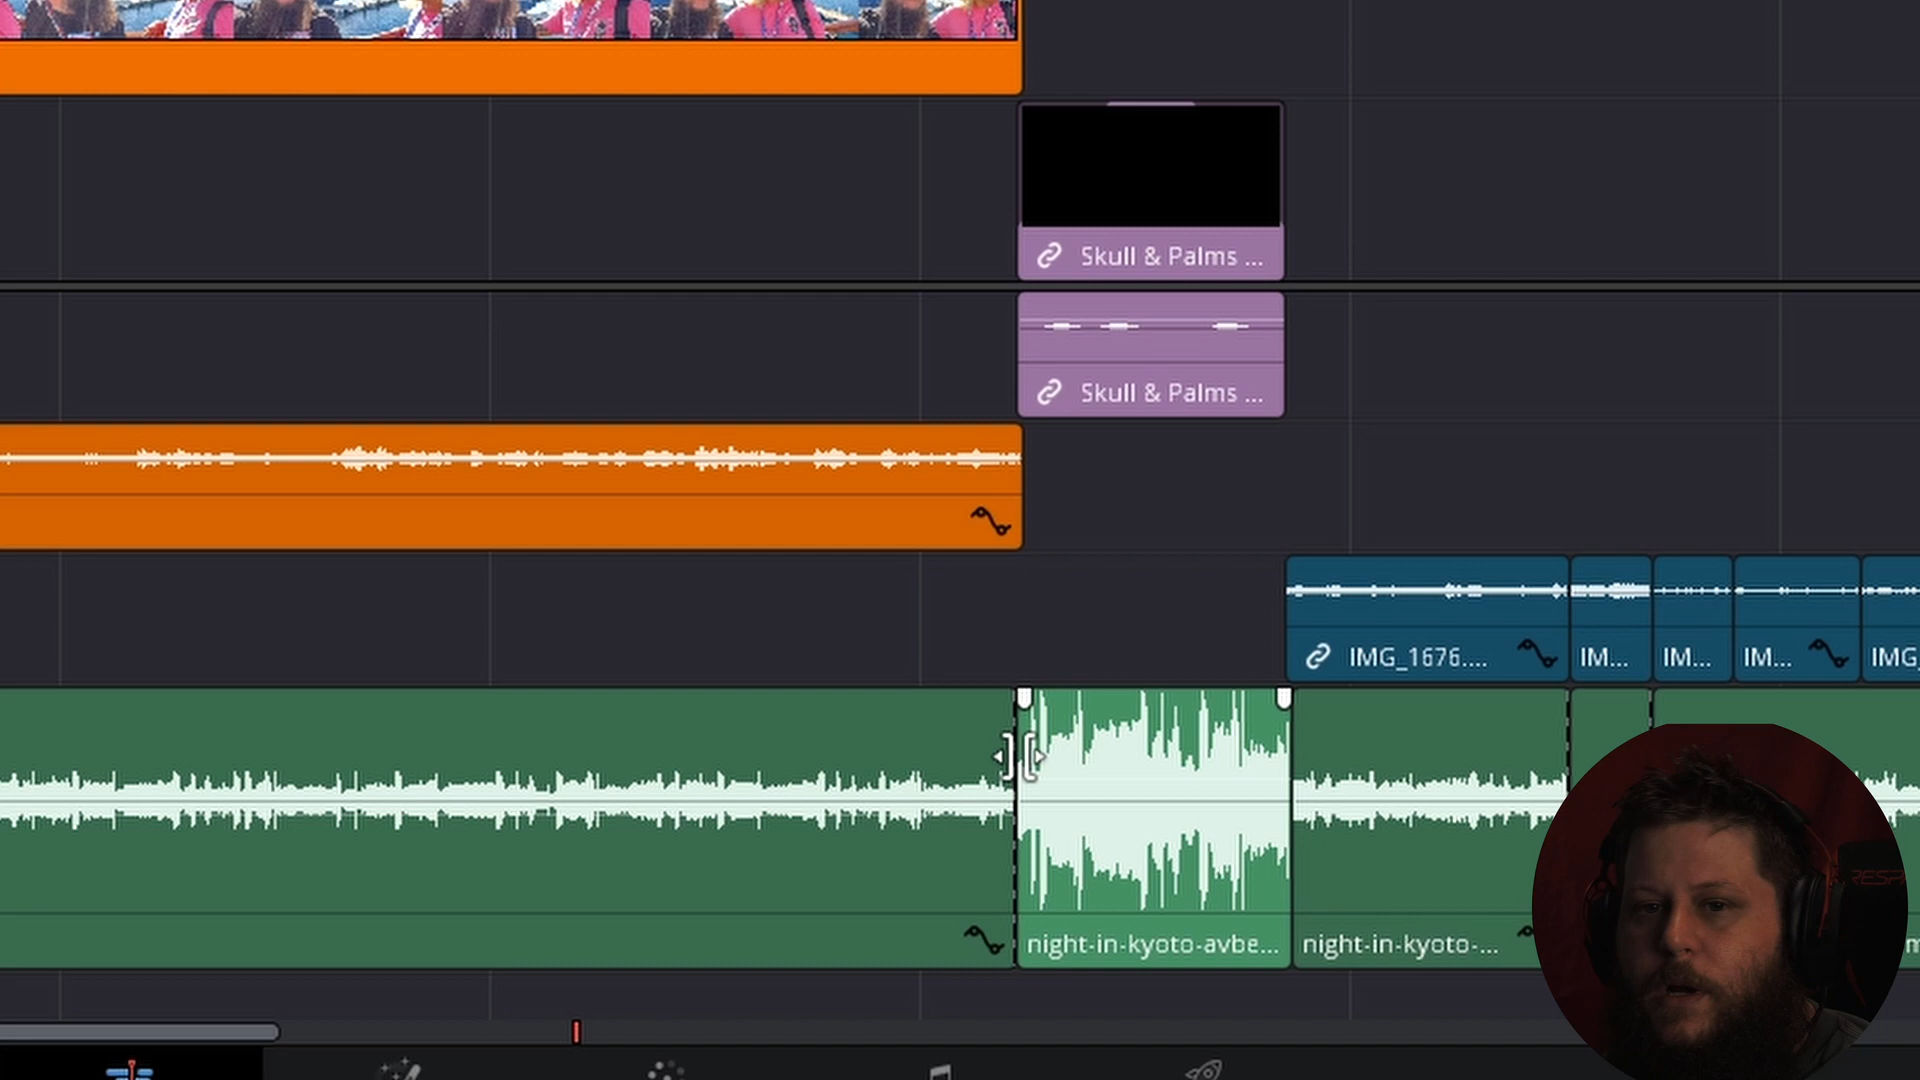 Skull & Palms ...
Skull & Palms ...
IMG_1676....
IM...
IM...
IM...
IMG
night-in-kyoto-avbe...
night-in-kyoto-...